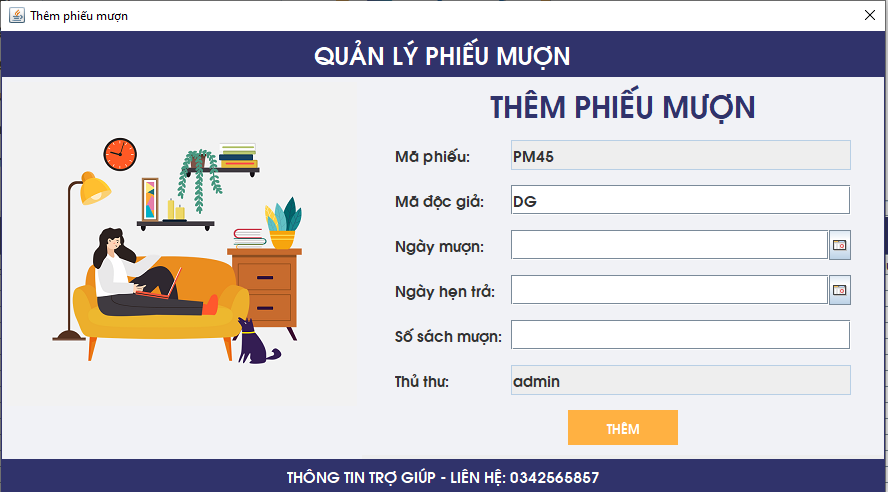 Thêm phiếu mượn
QUẢN LÝ PHIẾU MƯỢN
THÊM PHIẾU MƯỢN
Mã phiếu: PM45
Mã độc giả: DG
Ngày mượn:
Ngày hẹn trả:
Số sách mượn:
Thủ thư: admin
THÊM
THÔNG TIN TRỢ GIÚP - LIÊN HỆ: 0342565857